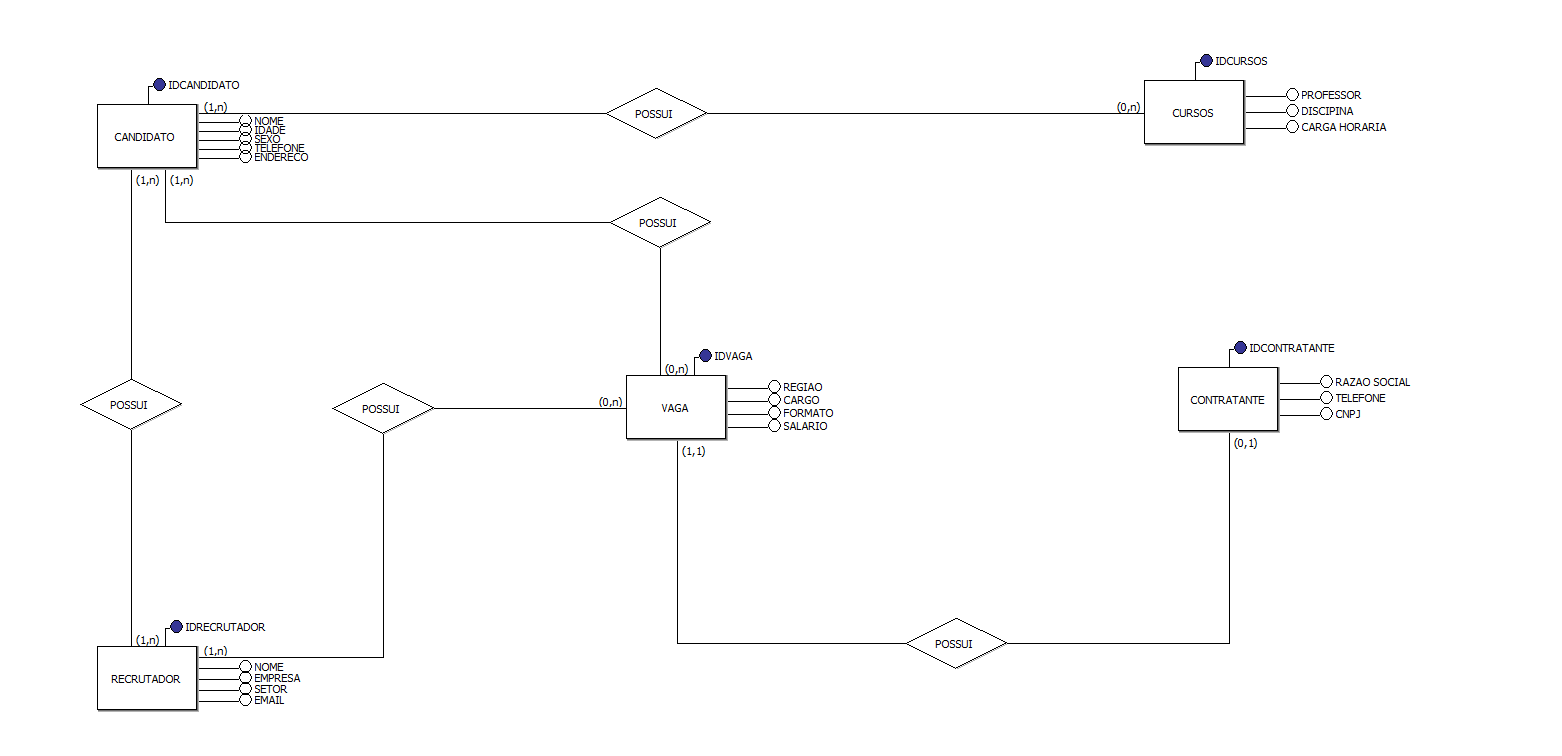 IDCURSOS
IDCANDIDATO
PROFESSOR
(1,n)
(0,n)
DISCIPINA
POSSUI
CURSOS
NOME
CARGA HORARIA
IDADE
CANDIDATO
SEXO
TELEFONE
ENDERECO
(1,n)
(1,n)
POSSUI
IDCONTRATANTE
IDVAGA
(0,n)
RAZAO SOCIAL
REGIAO
TELEFONE
CARGO
CONTRATANTE
(0,n)
POSSUI
POSSUI
VAGA
FORMATO
CNPJ
SALARIO
(0,1)
(1,1)
IDRECRUTADOR
(1,n)
(1,n)
POSSUI
NOME
EMPRESA
RECRUTADOR
SETOR
EMAIL